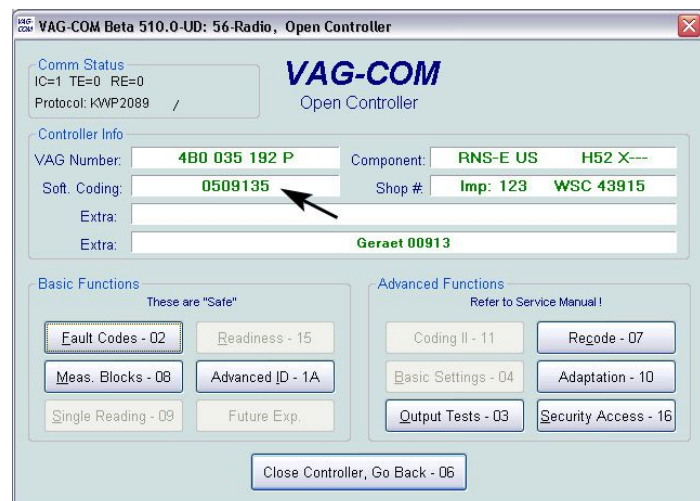 VAG-COM Beta 510.0-UD: 56-Radio, Open Controller
Comm Status
IC=1 TE=0 RE=0
Protocol: KWP2089 /
VAG-COM
Open Controller
Controller Info
VAG Number: 4B0 035 192 P Component: RNS-E US H52 X---
Soft. Coding: 0509135 Shop #: Imp: 123 WSC 43915
Extra:
Extra: Geraet 00913
Basic Functions
These are "Safe"
Fault Codes - 02 Readiness - 15
Meas. Blocks - 08 Advanced ID - 1A
Single Reading - 09 Future Exp.
Advanced Functions
Refer to Service Manual !
Coding II - 11 Recode - 07
Basic Settings - 04 Adaptation - 10
Output Tests - 03 Security Access - 16
Close Controller, Go Back - 06